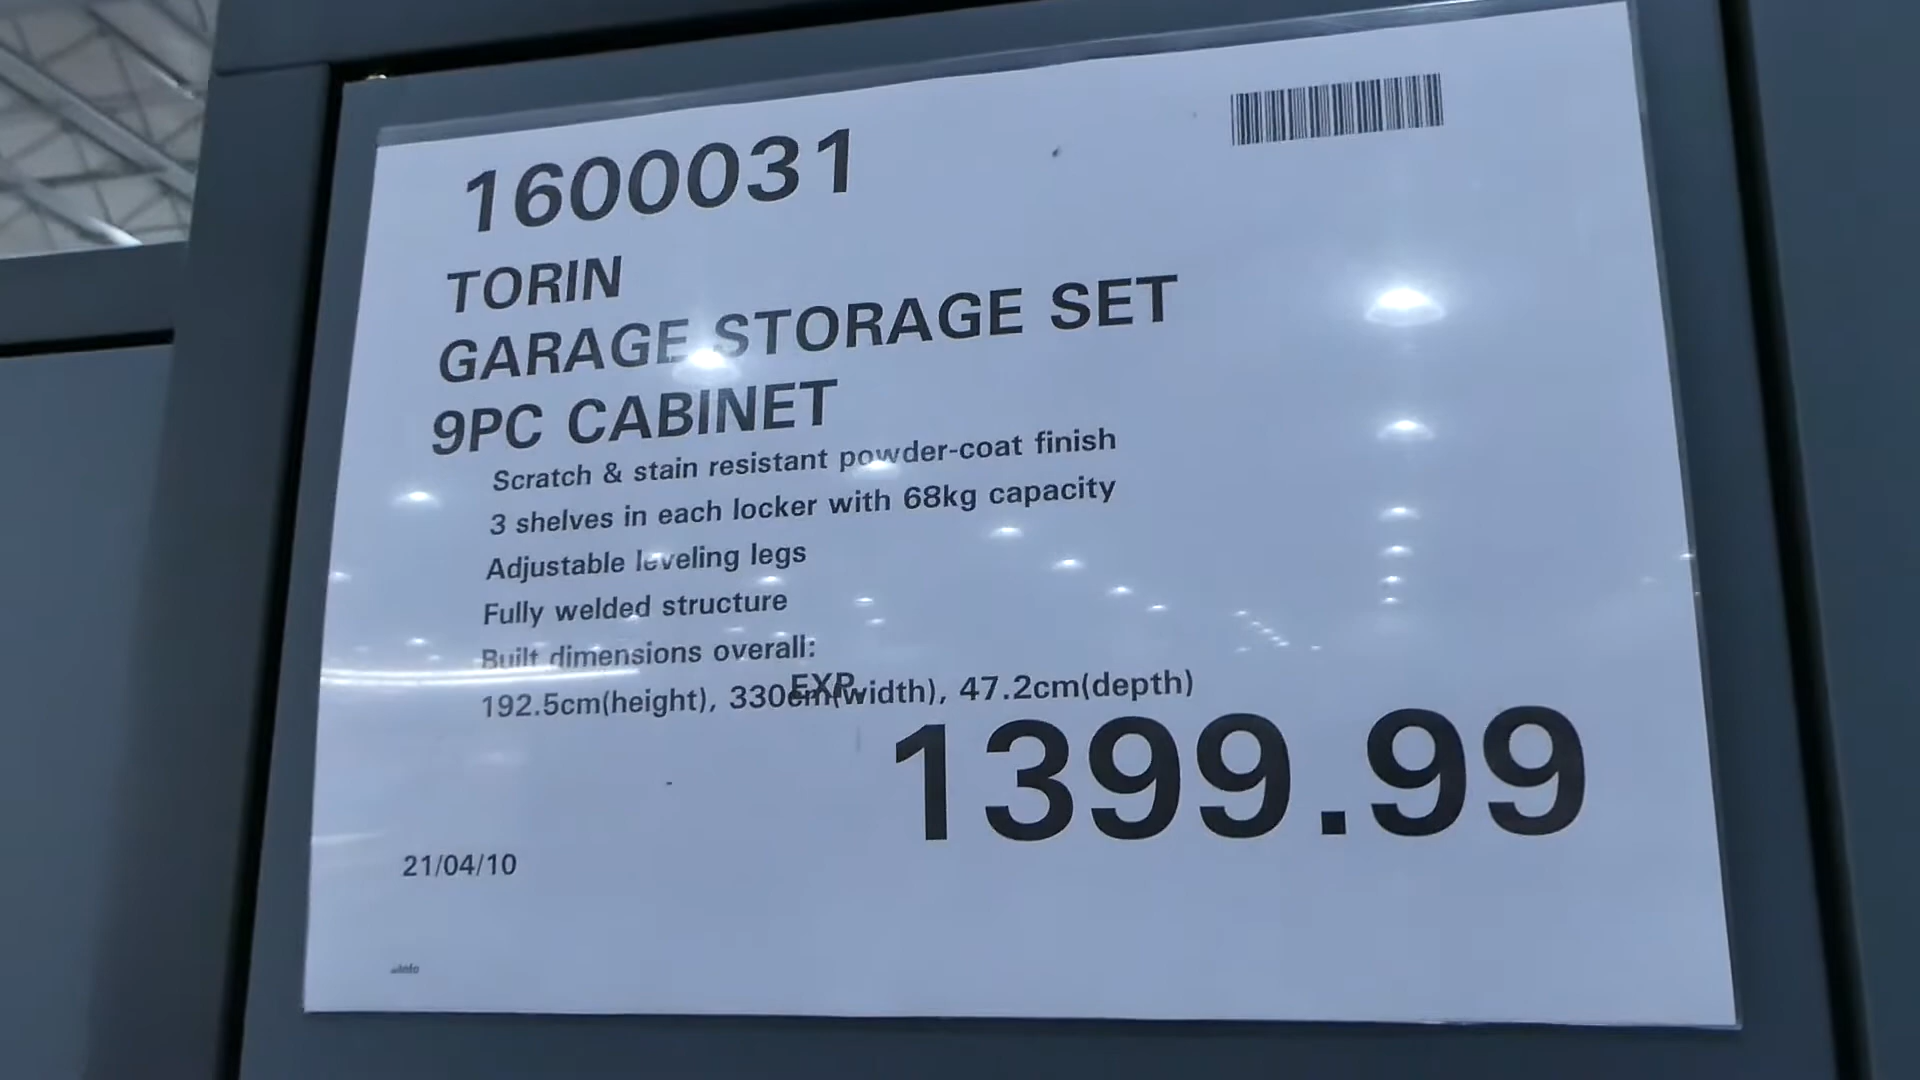 1600031
TORIN
GARAGE STORAGE SET
9PC CABINET
Scratch & stain resistant powder-coat finish
3 shelves in each locker with 68kg capacity
Adjustable leveling legs
Fully welded structure
Built dimensions overall:
192.5cm(height), 330cm(width), 47.2cm(depth)
EXP.
1399.99
21/04/10